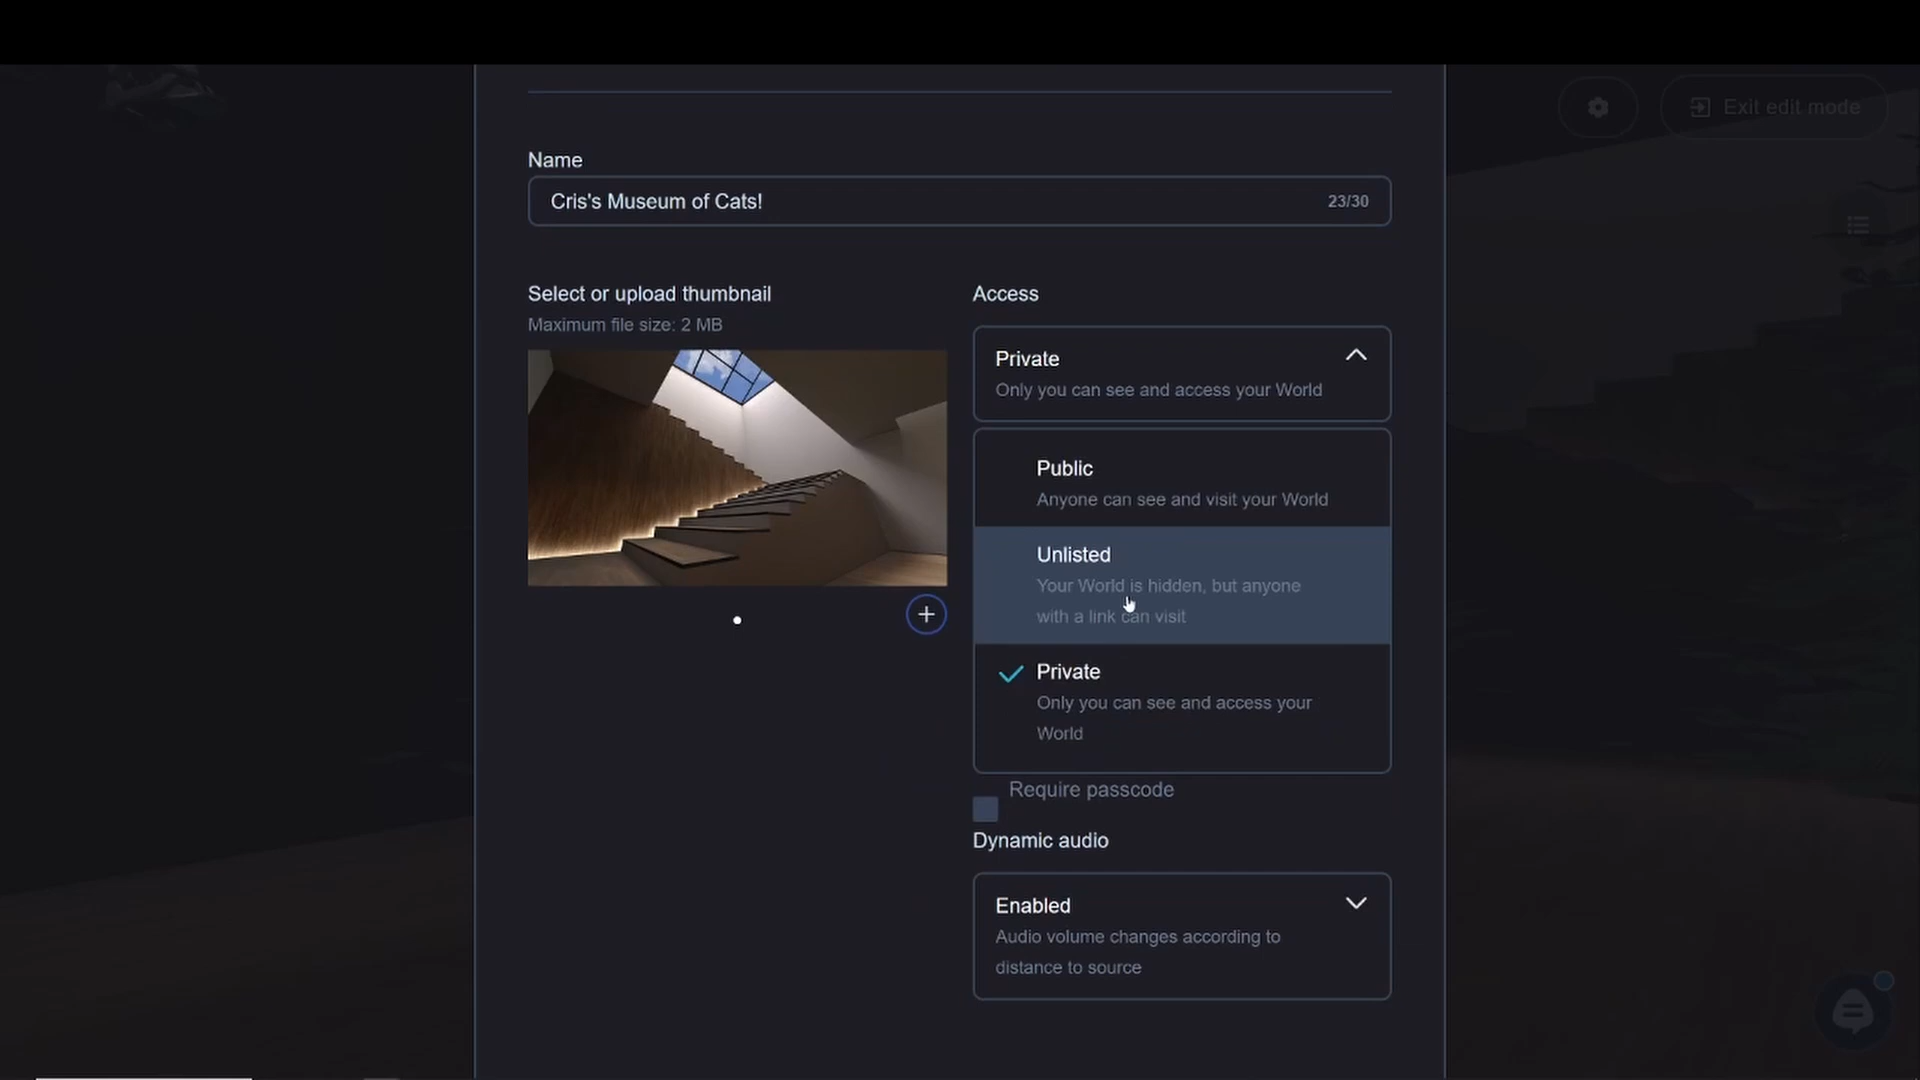 Exit edit mode
Name
Cris's Museum of Cats!
23/30
Select or upload thumbnail
Maximum file size: 2 MB
Access
Private
Only you can see and access your World
Public
Anyone can see and visit your World
Unlisted
Your World is hidden, but anyone
with a link can visit
Private
Only you can see and access your
World
Require passcode
Dynamic audio
Enabled
Audio volume changes according to
distance to source